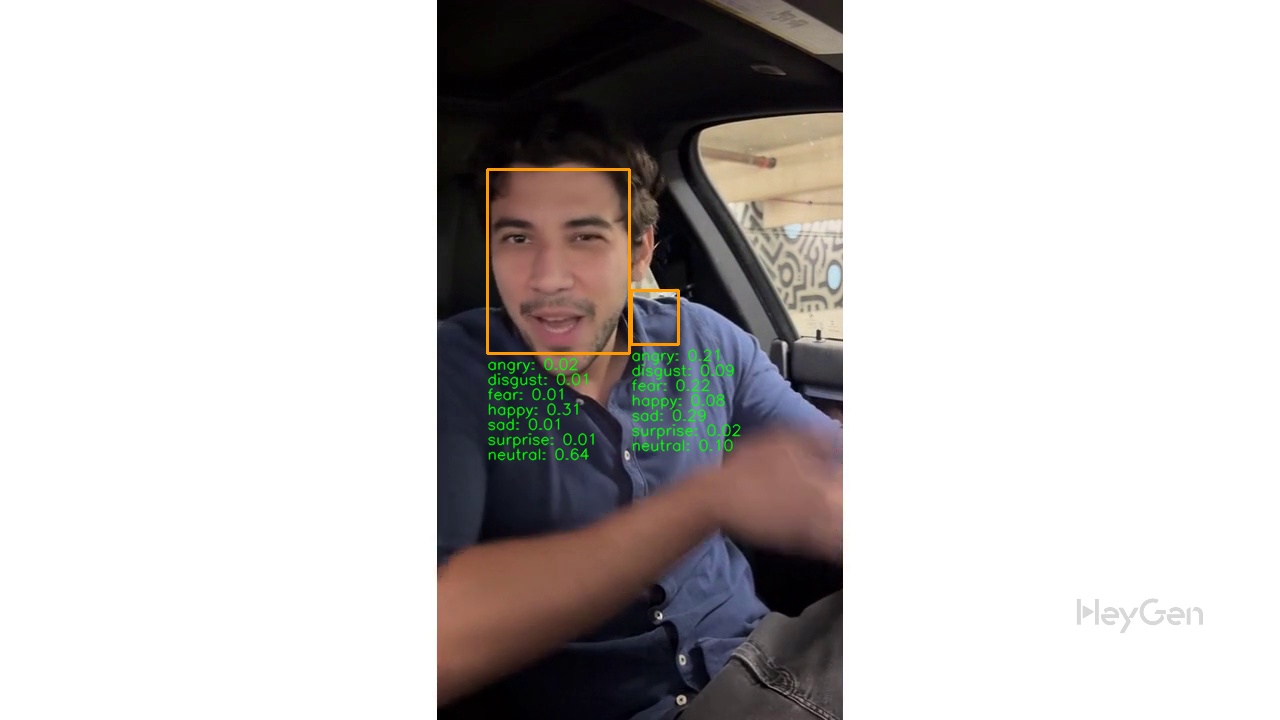 angry: 0.02
disgust: 0.01
fear: 0.01
happy: 0.31
sad: 0.01
surprise: 0.01
neutral: 0.64
angry: 0.21
disgust: 0.09
fear: 0.22
happy: 0.08
sad: 0.29
surprise: 0.02
neutral: 0.10
HeyGen